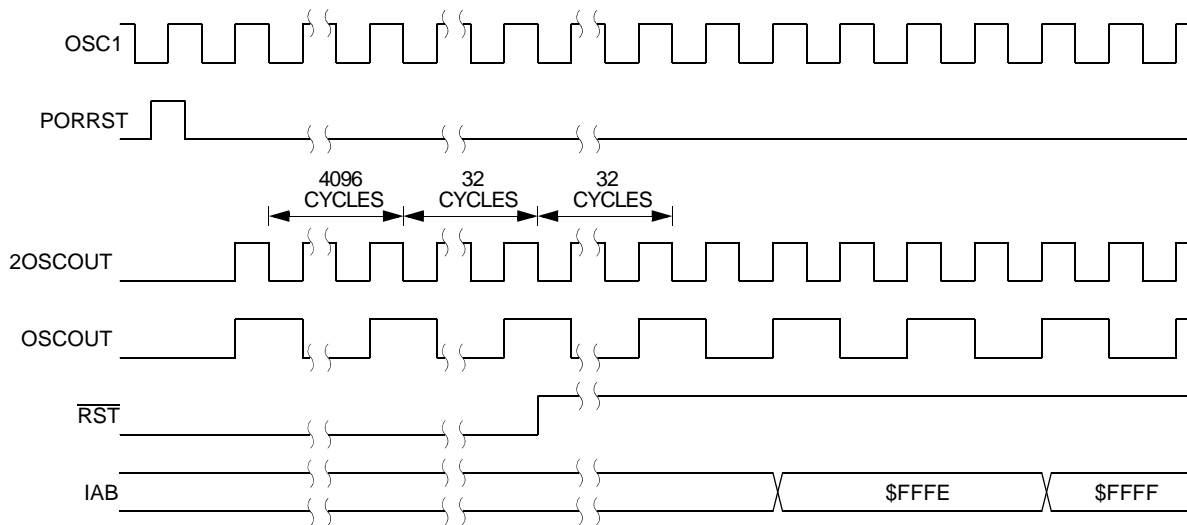 OSC1
PORRST
4096
CYCLES
32
CYCLES
32
CYCLES
2OSCOUT
OSCOUT
RST
IAB
$FFFE
$FFFF